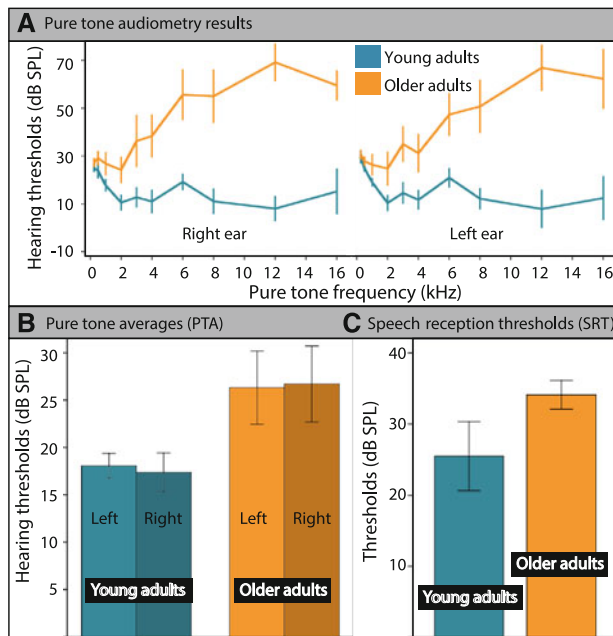 A Pure tone audiometry results
Hearing thresholds (dB SPL)
70
50
30
10
-10
Young adults
Older adults
Right ear
Left ear
0 2 4 6 8 10 12 14 16 0 2 4 6 8 10 12 14 16
Pure tone frequency (kHz)
B Pure tone averages (PTA)
Hearing thresholds (dB SPL)
30
25
20
15
10
5
Left Right Left Right
Young adults Older adults
C Speech reception thresholds (SRT)
Thresholds (dB SPL)
40
30
20
10
Older adults
Young adults